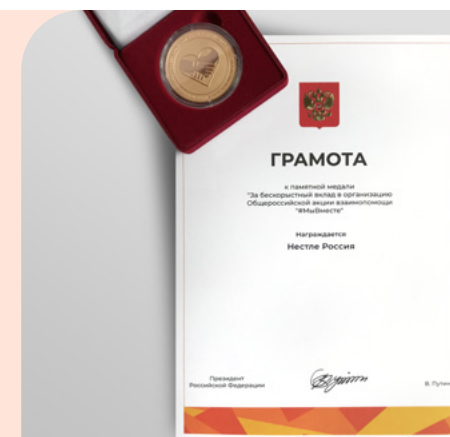 ГРАМОТА
к памятной медали
"За бескорыстный вклад в организацию
Общероссийской акции взаимопомощи
"#МыВместе"
Награждается
Нестле Россия
Президент
Российской Федерации
В. Путин